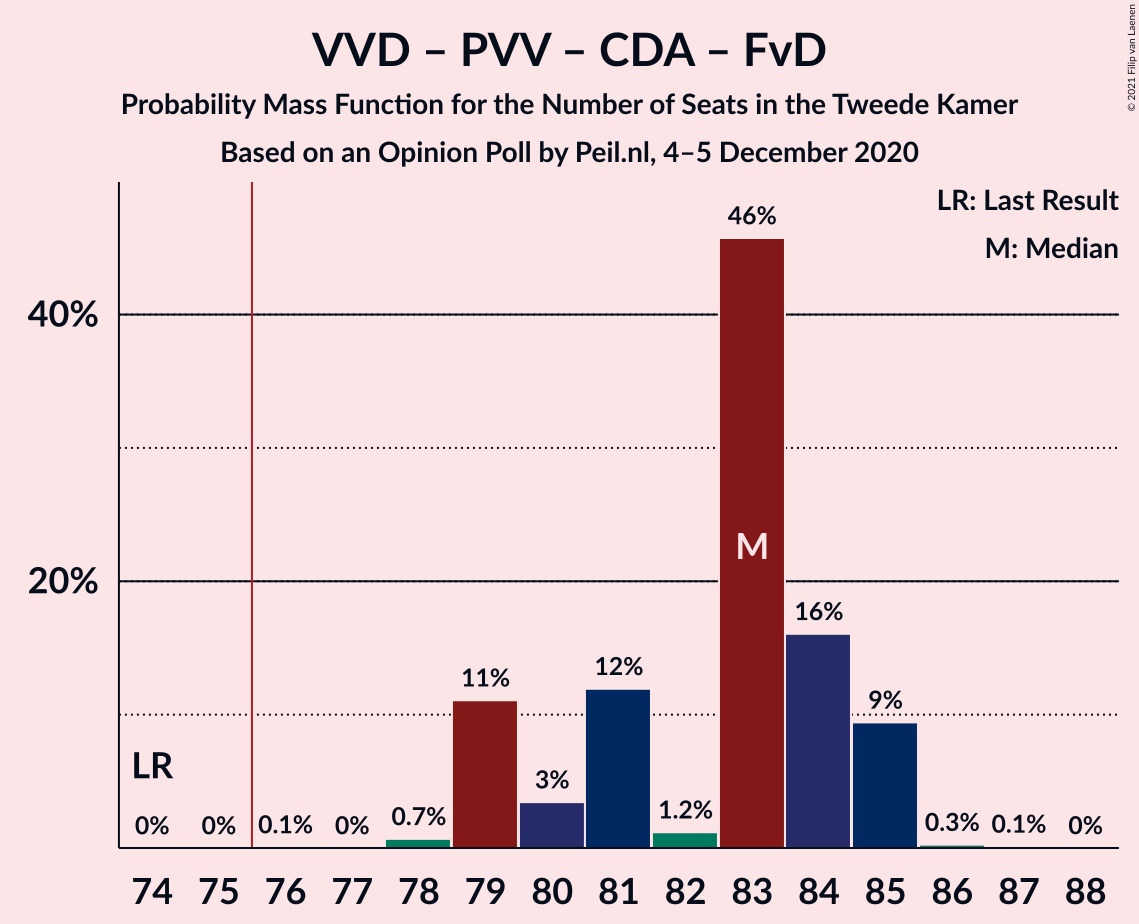 VVD – PVV – CDA – FvD
Probability Mass Function for the Number of Seats in the Tweede Kamer
Based on an Opinion Poll by Peil.nl, 4–5 December 2020
© 2021 Filip van Laenen
LR: Last Result
M: Median
46%
40%
M
20%
16%
12%
11%
9%
LR
3%
0% 0% 0.1% 0% 0.7% 1.2% 0.3% 0.1% 0%
74 75 76 77 78 79 80 81 82 83 84 85 86 87 88